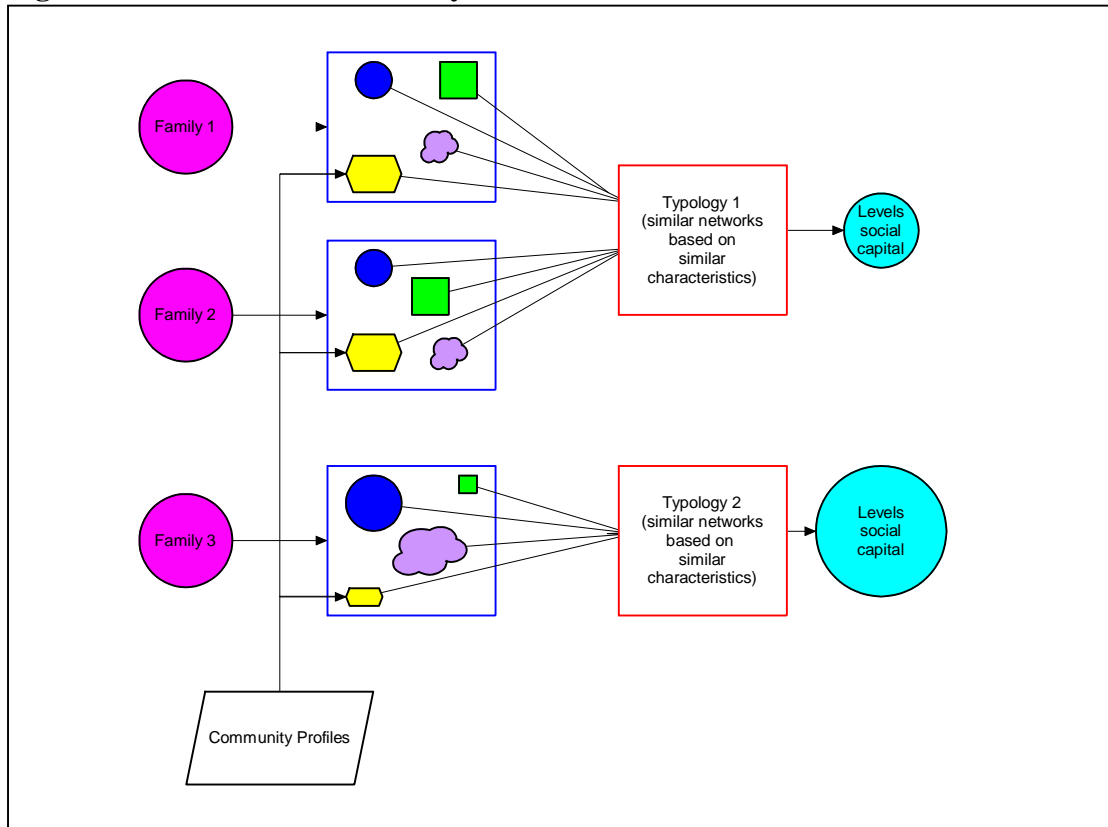 Family 1
Typology 1
(similar networks
based on
similar
characteristics)
Levels
social
capital
Family 2
Family 3
Typology 2
(similar networks
based on
similar
characteristics)
Levels
social
capital
Community Profiles